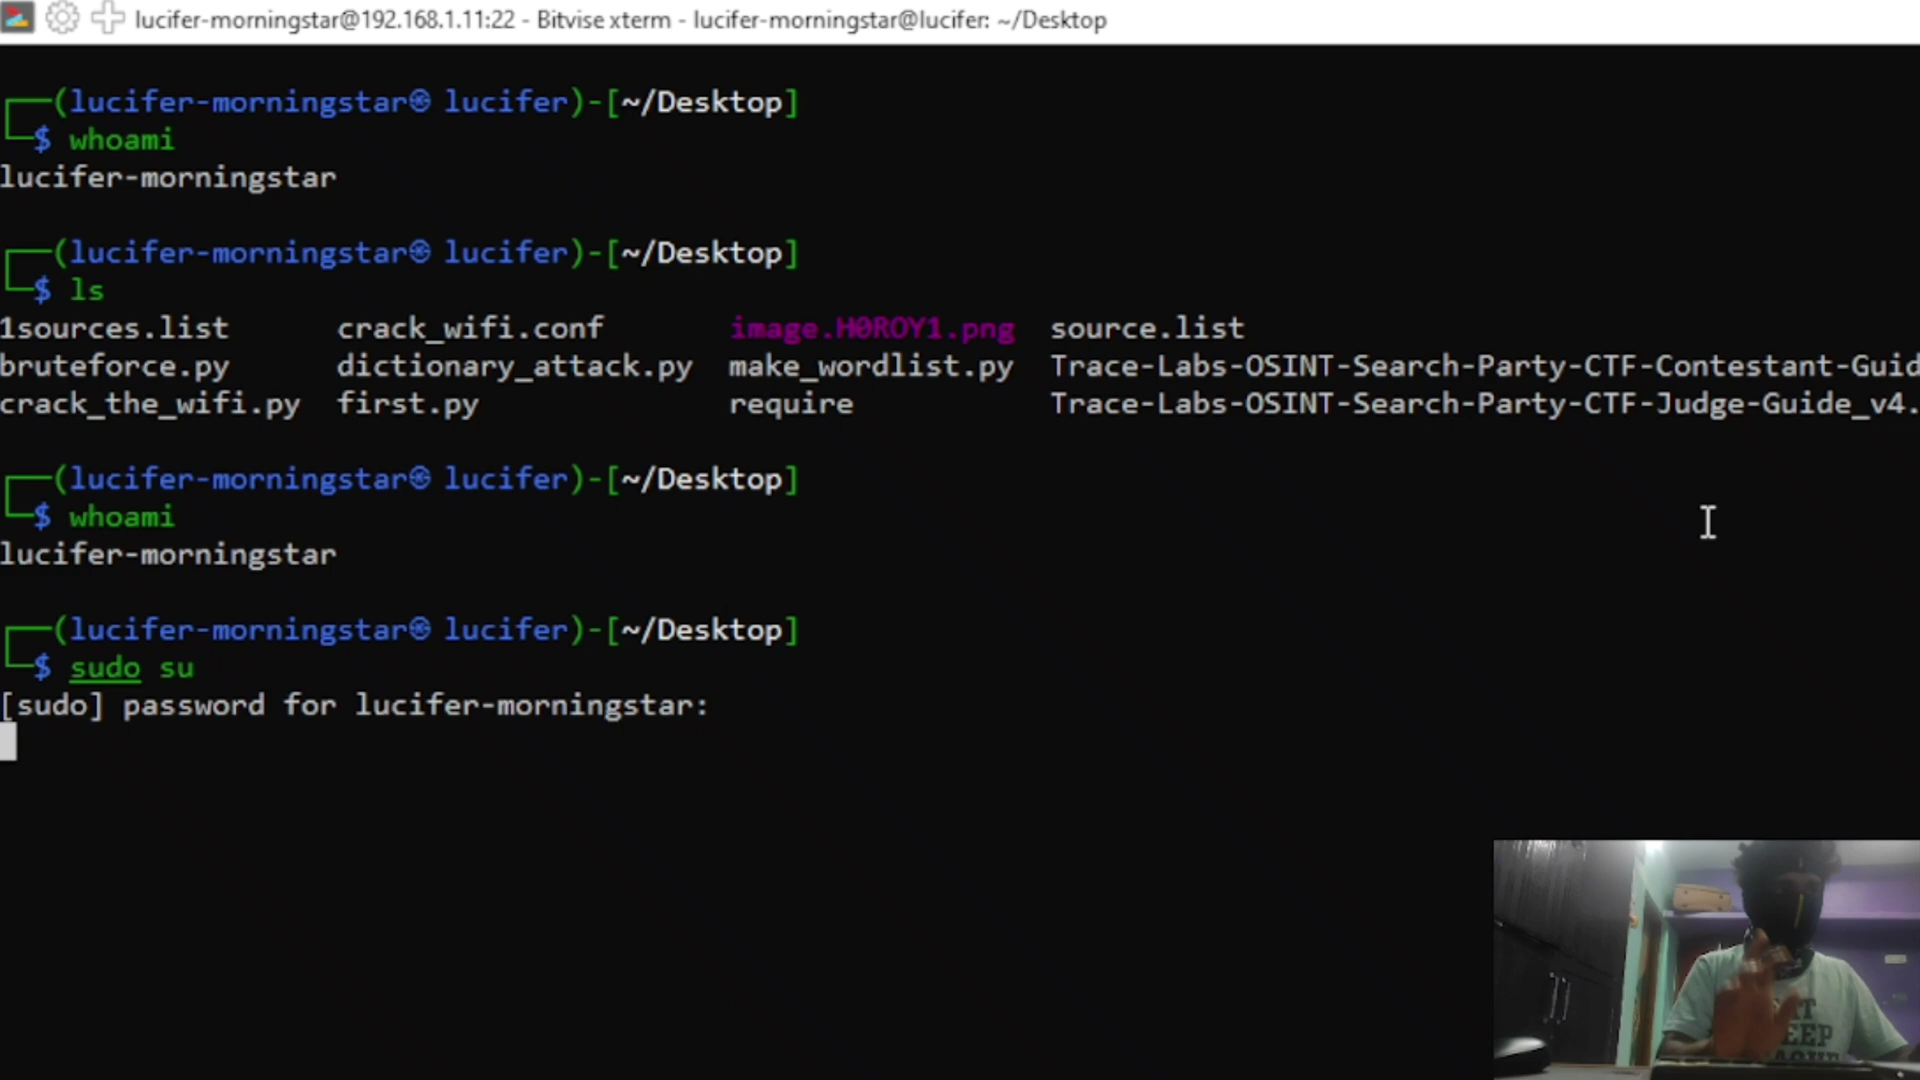 lucifer-morningstar@192.168.1.11:22 - Bitvise xterm - lucifer-morningstar@lucifer: ~/Desktop
(lucifer-morningstar㉿lucifer)-[~/Desktop]
$ whoami
lucifer-morningstar
(lucifer-morningstar㉿lucifer)-[~/Desktop]
$ ls
1sources.list crack_wifi.conf image.H0ROY1.png source.list
bruteforce.py dictionary_attack.py make_wordlist.py Trace-Labs-OSINT-Search-Party-CTF-Contestant-Guid
crack_the_wifi.py first.py require Trace-Labs-OSINT-Search-Party-CTF-Judge-Guide_v4.
(lucifer-morningstar㉿lucifer)-[~/Desktop]
$ whoami
lucifer-morningstar
(lucifer-morningstar㉿lucifer)-[~/Desktop]
$ sudo su
[sudo] password for lucifer-morningstar: